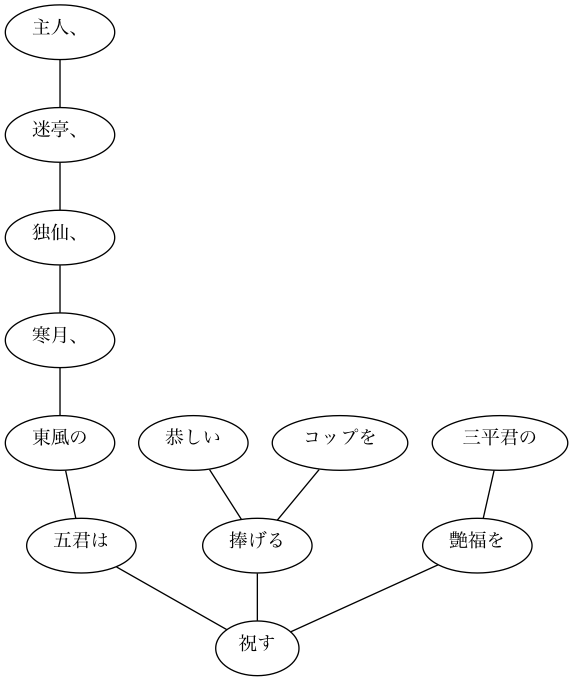 主人、
迷亭、
独仙、
寒月、
東風の
恭しい
コップを
三平君の
五君は
捧げる
艶福を
祝す